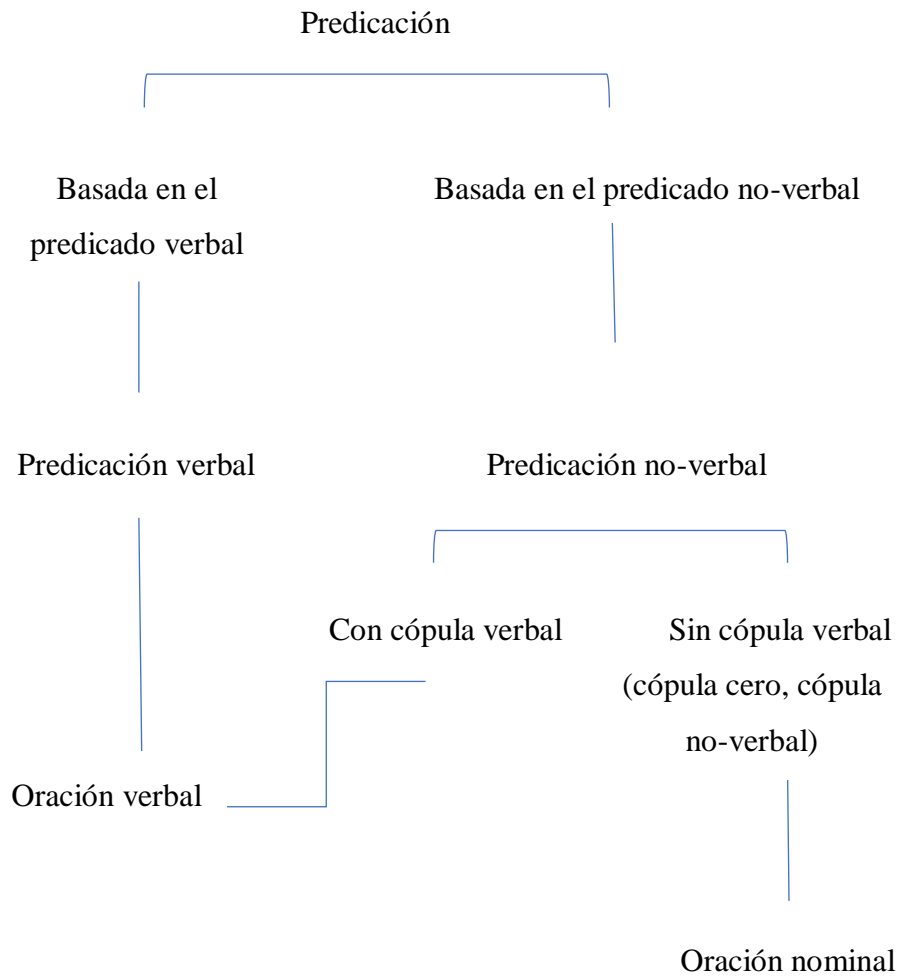 Predicación
Basada en el
predicado verbal
Basada en el predicado no-verbal
Predicación verbal
Predicación no-verbal
Con cópula verbal
Sin cópula verbal
(cópula cero, cópula
no-verbal)
Oración verbal
Oración nominal